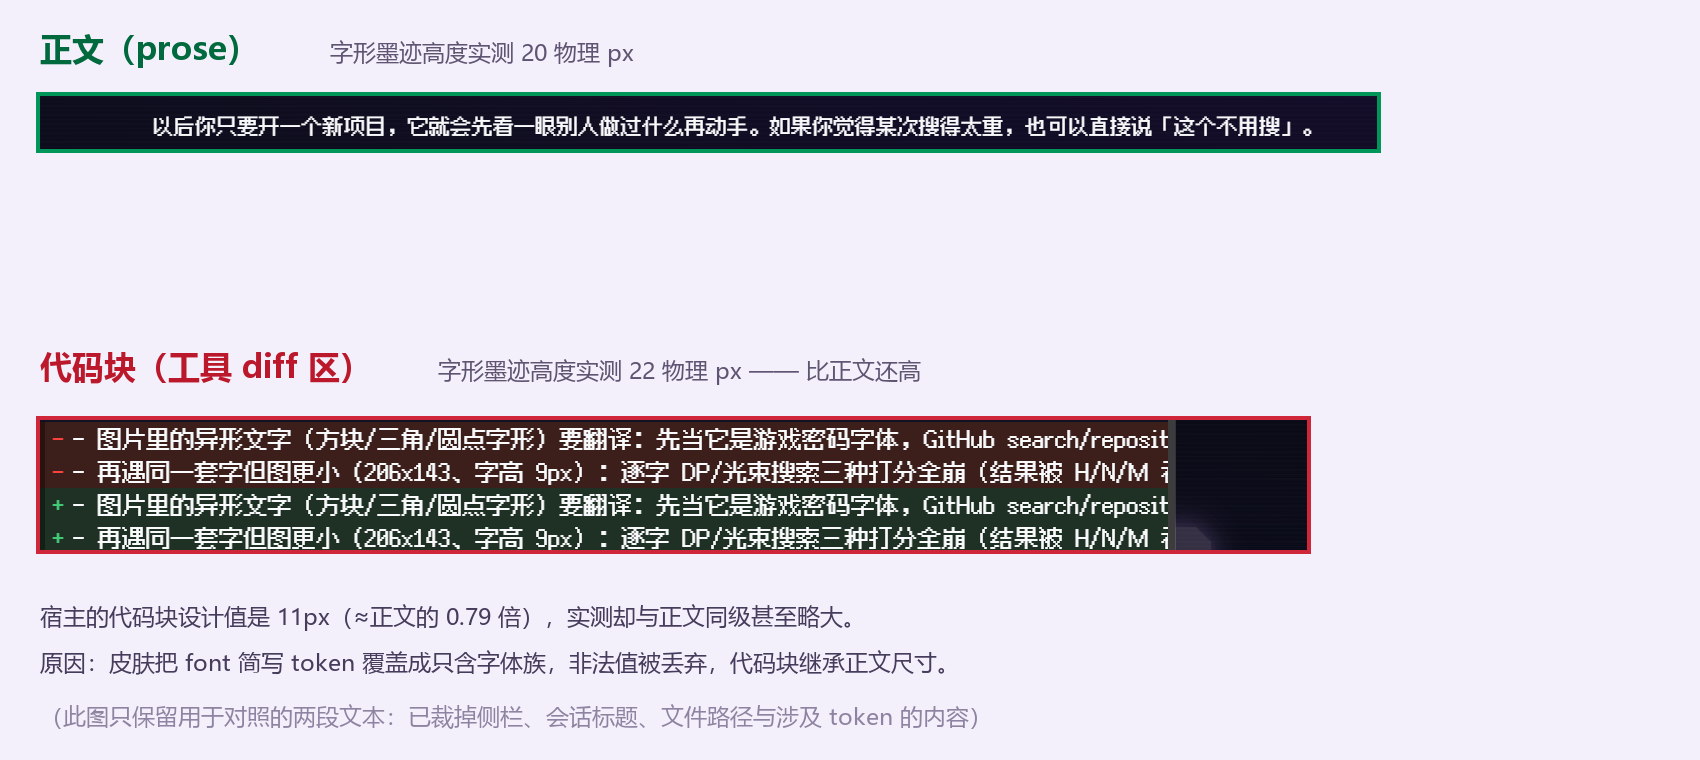 正文（prose） 字形墨迹高度实测 20 物理 px
以后你只要开一个新项目，它就会先看一眼别人做过什么再动手。如果你觉得某次搜得太重，也可以直接说「这个不用搜」。
代码块（工具 diff 区） 字形墨迹高度实测 22 物理 px —— 比正文还高
- - 图片里的异形文字（方块/三角/圆点字形）要翻译：先当它是游戏密码字体，GitHub search/reposit
- - 再遇同一套字但图更小（206x143、字高 9px）：逐字 DP/光束搜索三种打分全崩（结果被 H/N/M
+ - 图片里的异形文字（方块/三角/圆点字形）要翻译：先当它是游戏密码字体，GitHub search/reposit
+ - 再遇同一套字但图更小（206x143、字高 9px）：逐字 DP/光束搜索三种打分全崩（结果被 H/N/M
宿主的代码块设计值是 11px（≈正文的 0.79 倍），实测却与正文同级甚至略大。
原因：皮肤把 font 简写 token 覆盖成只含字体族，非法值被丢弃，代码块继承正文尺寸。
（此图只保留用于对照的两段文本：已裁掉侧栏、会话标题、文件路径与涉及 token 的内容）